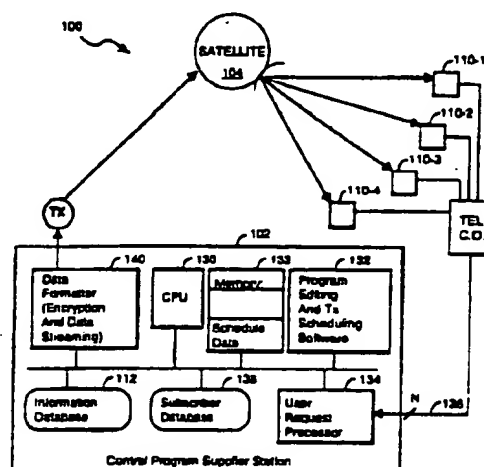 100
SATELLITE
104
110-1
110-2
110-3
110-4
TX
TEL
C.O.
102
140
130
133
132
Data
Formatter
(Encryption
And Data
Streaming)
CPU
Memory
Schedule
Data
Program
Editing
And Tx
Scheduling
Software
112
138
134
N
136
Information
Database
Subscriber
Database
User
Request
Processor
Central Program Supplier Station